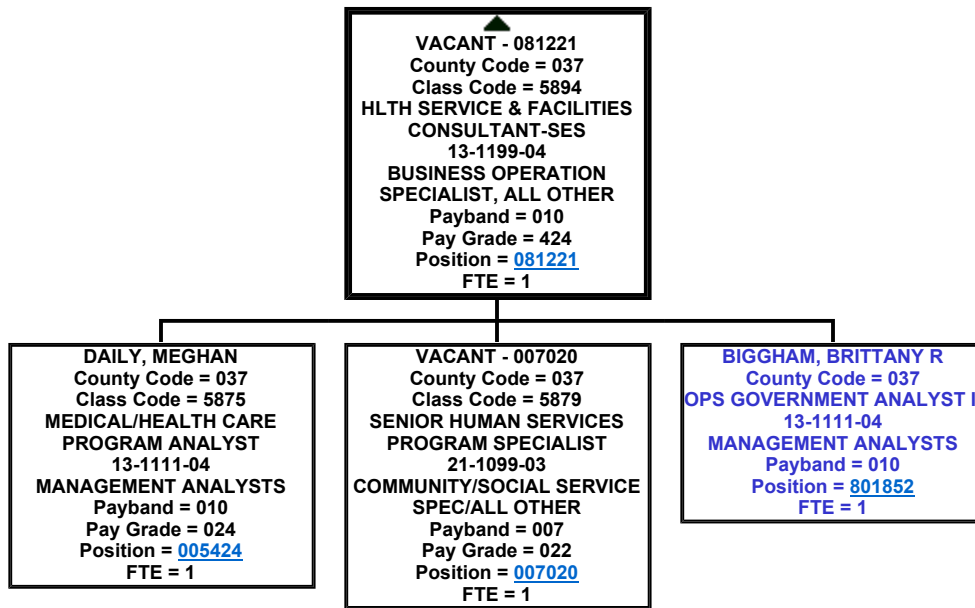 VACANT - 081221
County Code = 037
Class Code = 5894
HLTH SERVICE & FACILITIES
CONSULTANT-SES
13-1199-04
BUSINESS OPERATION
SPECIALIST, ALL OTHER
Payband = 010
Pay Grade = 424
Position = 081221
FTE = 1
DAILY, MEGHAN
County Code = 037
Class Code = 5875
MEDICAL/HEALTH CARE
PROGRAM ANALYST
13-1111-04
MANAGEMENT ANALYSTS
Payband = 010
Pay Grade = 024
Position = 005424
FTE = 1
VACANT - 007020
County Code = 037
Class Code = 5879
SENIOR HUMAN SERVICES
PROGRAM SPECIALIST
21-1099-03
COMMUNITY/SOCIAL SERVICE
SPEC/ALL OTHER
Payband = 007
Pay Grade = 022
Position = 007020
FTE = 1
BIGGHAM, BRITTANY R
County Code = 037
OPS GOVERNMENT ANALYST I
13-1111-04
MANAGEMENT ANALYSTS
Payband = 010
Position = 801852
FTE = 1